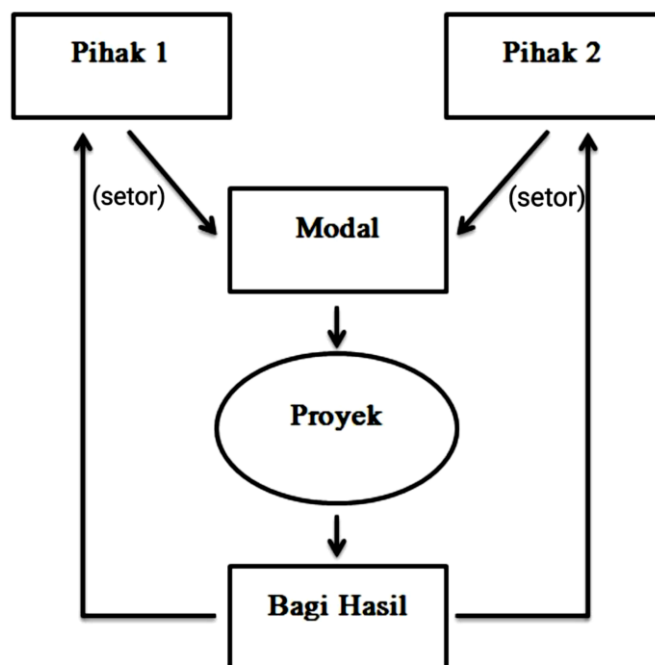 Pihak 1
Pihak 2
(setor)
(setor)
Modal
Proyek
Bagi Hasil